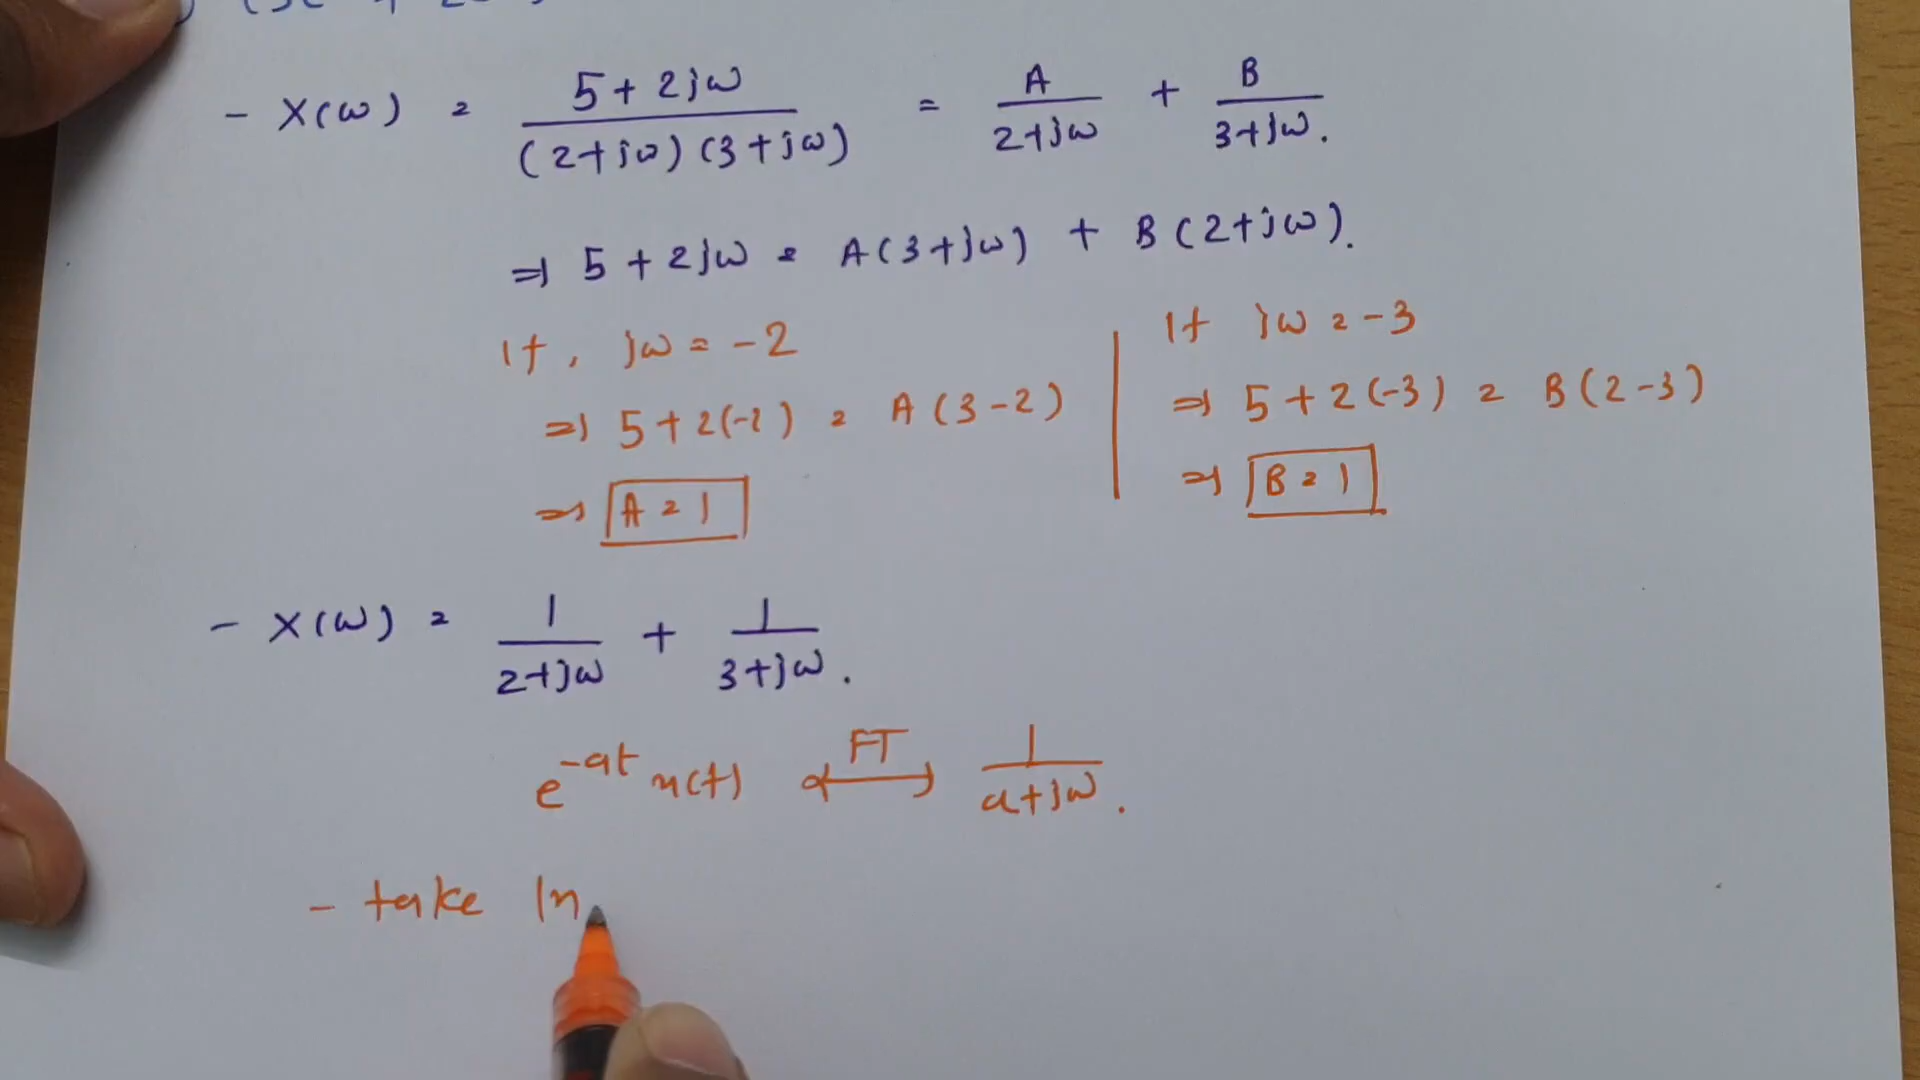 - X(ω) = 5+2jω / (2+jω)(3+jω) = A / 2+jω + B / 3+jω.
⇒ 5+2jω = A(3+jω) + B(2+jω).
If, jω = -2
⇒ 5+2(-2) = A(3-2)
⇒ A = 1
If jω = -3
⇒ 5+2(-3) = B(2-3)
⇒ B = 1
- X(ω) = 1 / 2+jω + 1 / 3+jω.
e^-at u(t) ⟷ FT 1 / a+jω.
- take In